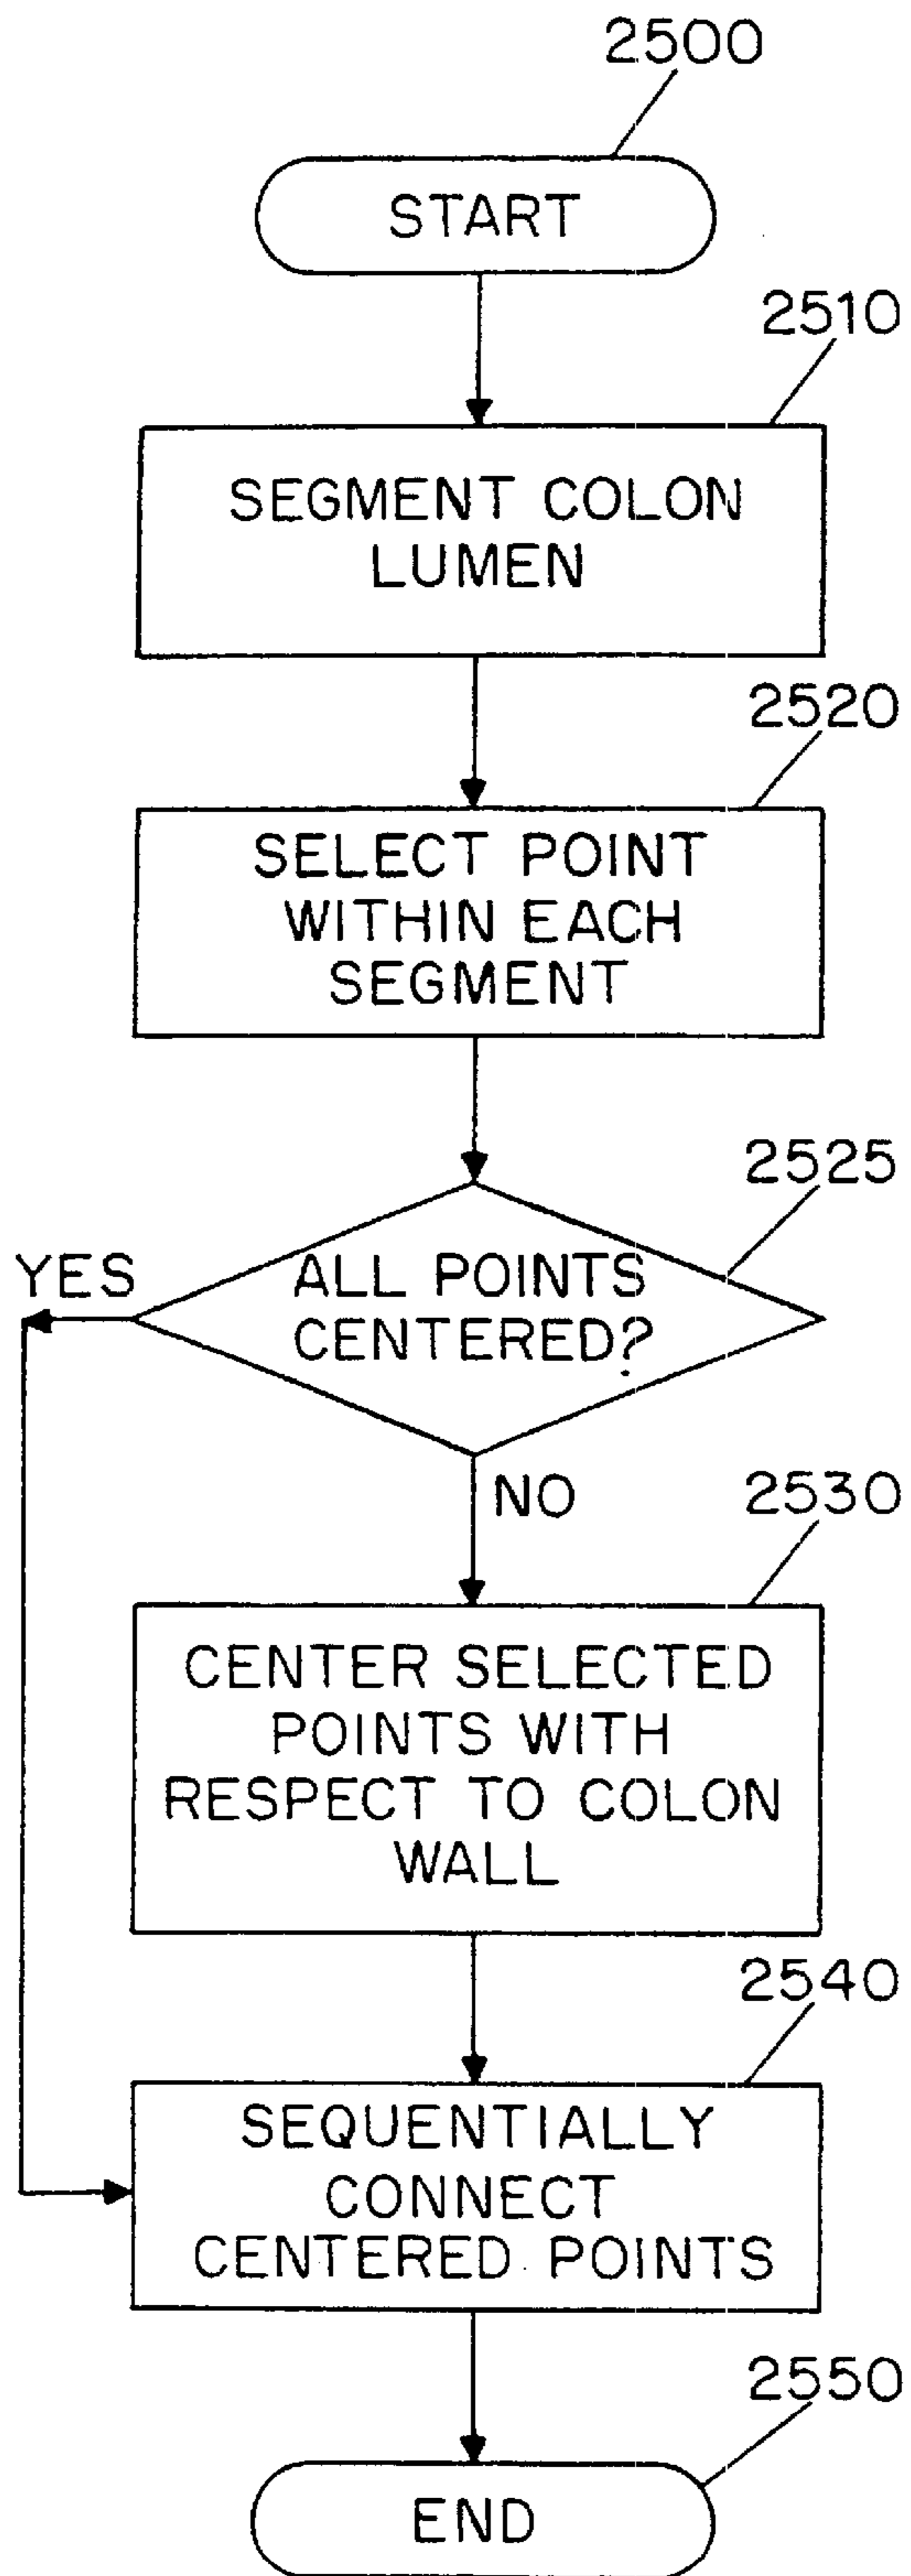 2500
START
2510
SEGMENT COLON
LUMEN
2520
SELECT POINT
WITHIN EACH
SEGMENT
2525
YES
ALL POINTS
CENTERED?
NO
2530
CENTER SELECTED
POINTS WITH
RESPECT TO COLON
WALL
2540
SEQUENTIALLY
CONNECT
CENTERED POINTS
2550
END